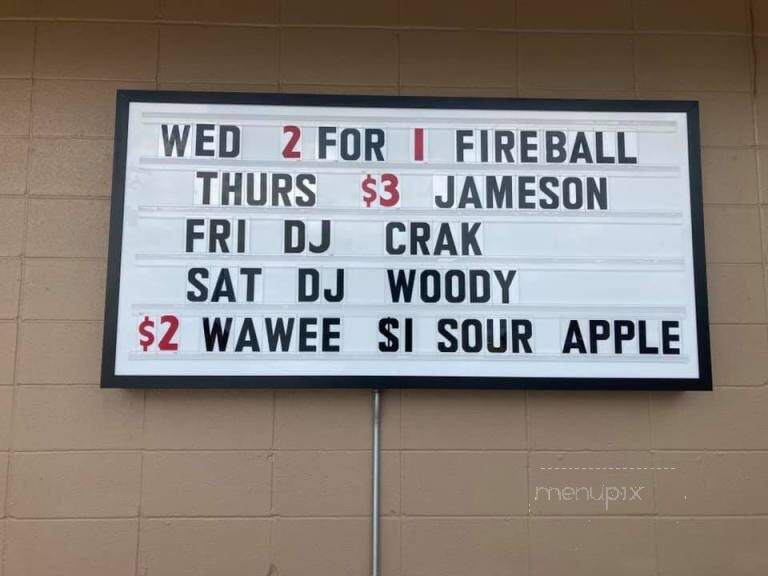 WED 2 FOR 1 FIREBALL
THURS $3 JAMESON
FRI DJ CRAK
SAT DJ WOODY
$2 WAWEE $1 SOUR APPLE
menupix